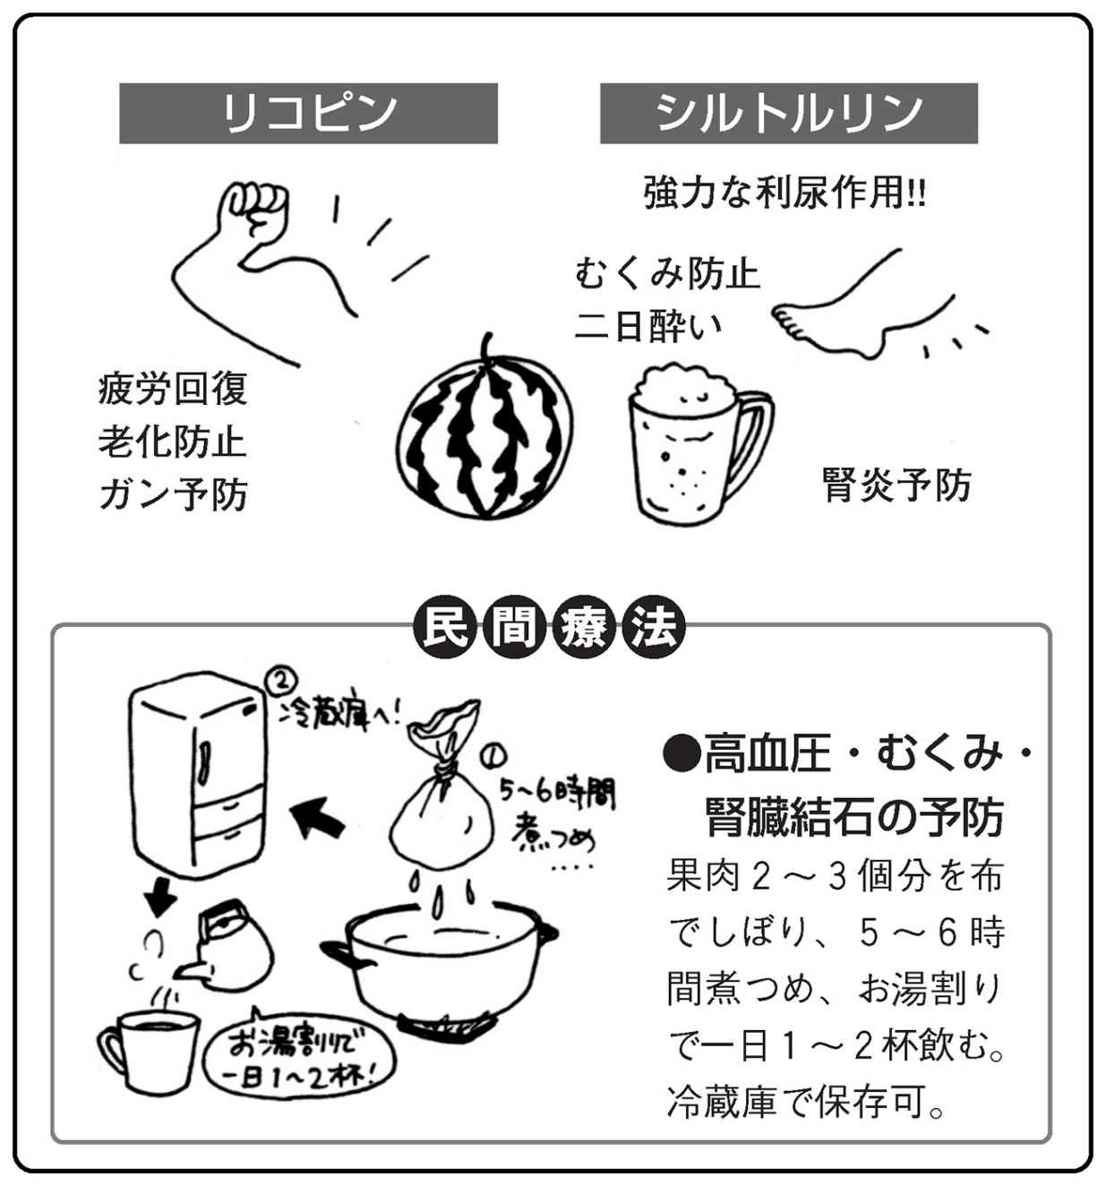 リコピン
シルトルリン
強力な利尿作用!!
むくみ防止
二日酔い
疲労回復
老化防止
ガン予防
腎炎予防
民間療法
②
冷蔵庫へ!
①
5~6時間
煮つめ
‥‥
お湯割りで
一日1~2杯!
●高血圧・むくみ・
腎臓結石の予防
果肉2～3個分を布
でしぼり、5～6時
間煮つめ、お湯割り
で一日1～2杯飲む。
冷蔵庫で保存可。